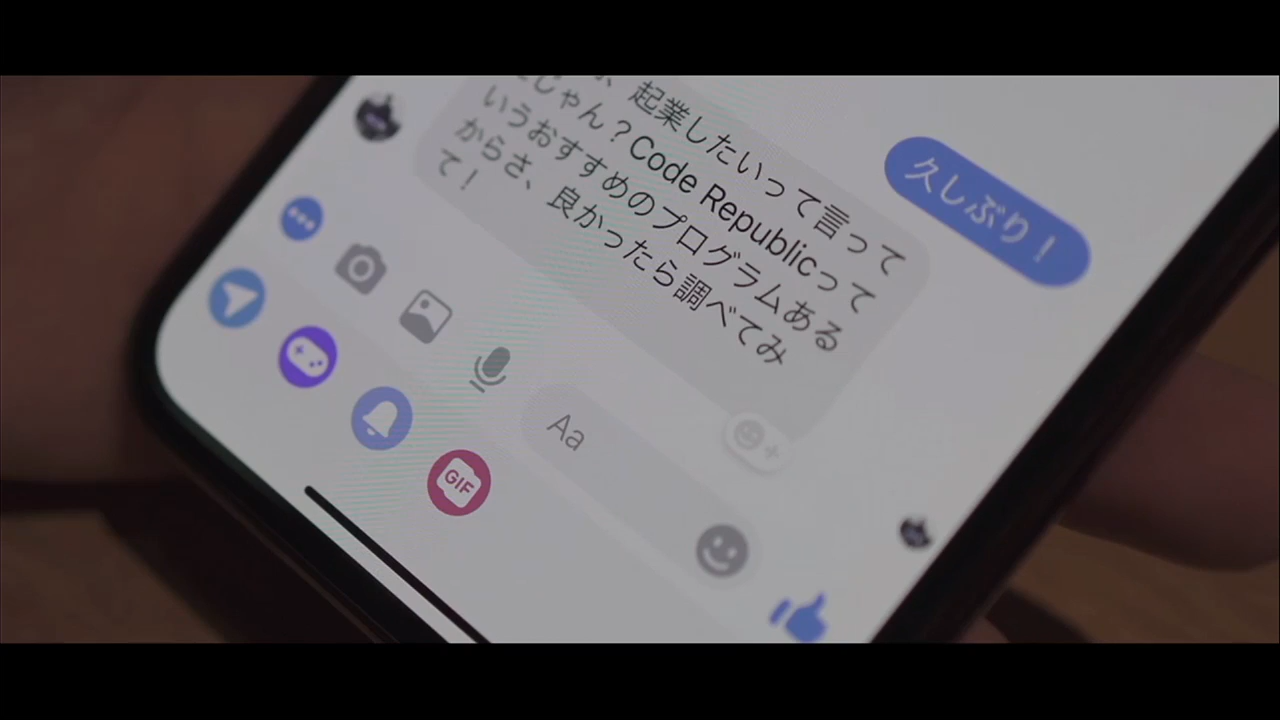 久しぶり！
、起業したいって言って
じゃん？Code Republicって
いうおすすめのプログラムある
からさ、良かったら調べてみ
て！
Aa
GIF